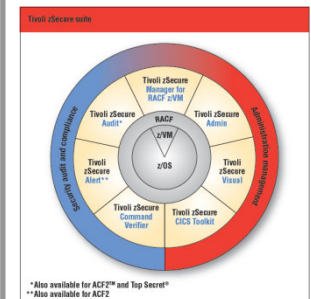 Tivoli zSecure suite
Tivoli zSecure
Manager for
RACF z/VM
Tivoli zSecure
Audit*
Tivoli zSecure
Admin
RACF
z/VM
z/OS
Tivoli
zSecure
Alert**
Tivoli
zSecure
Visual
Tivoli zSecure
Command
Verifier
Tivoli zSecure
CICS Toolkit
Security audit and compliance
Administration management
*Also available for ACF2™ and Top Secret®
**Also available for ACF2